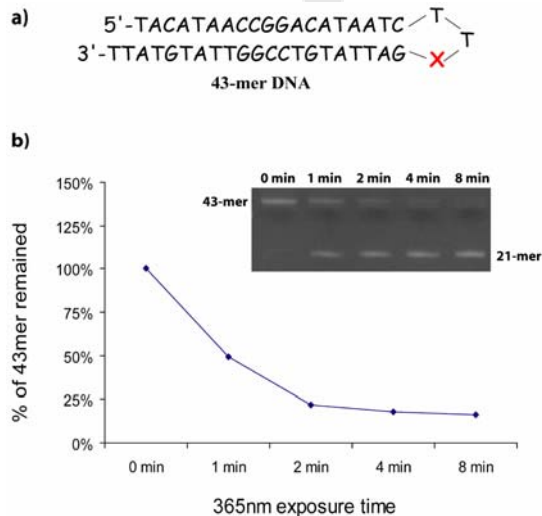 a)
5'-TACATAACCGGACATAATC T
T
3'-TTATGTATTGGCCTGTATTAG X
43-mer DNA
b)
0 min 1 min 2 min 4 min 8 min
43-mer
21-mer
150%
125%
100%
75%
50%
25%
0%
% of 43mer remained
0 min 1 min 2 min 4 min 8 min
365nm exposure time